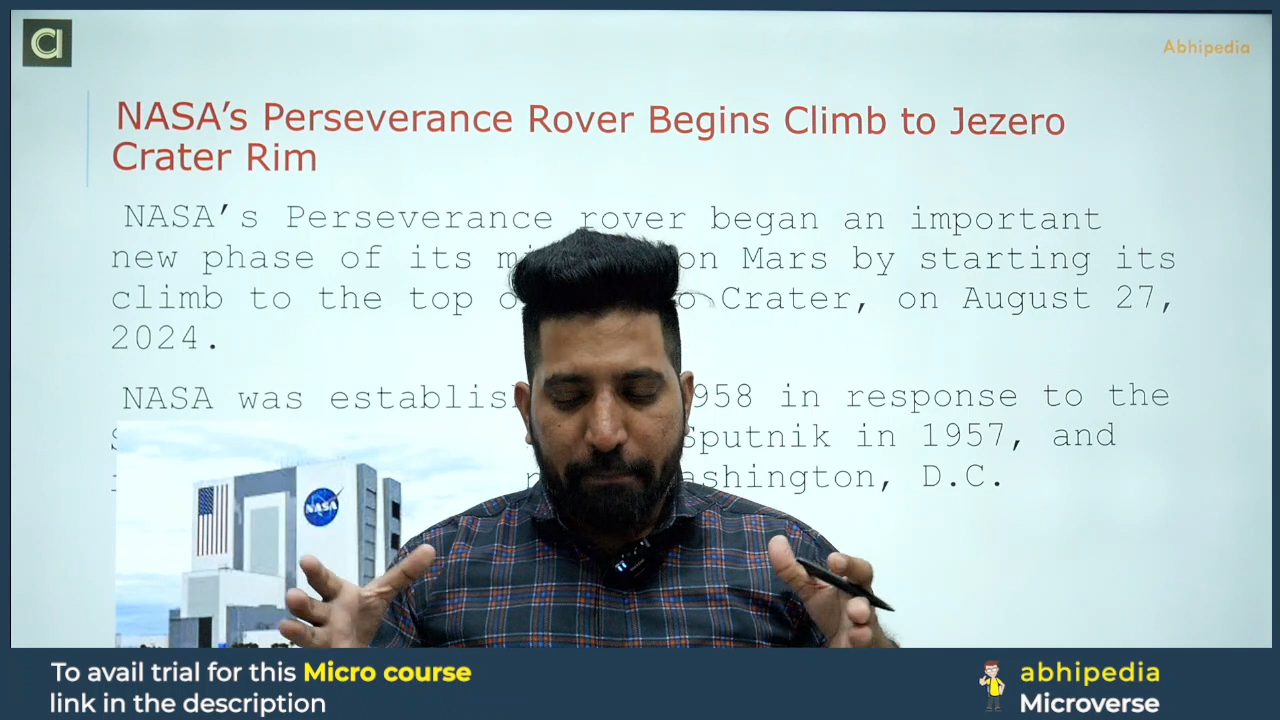 Abhipedia
NASA's Perseverance Rover Begins Climb to Jezero
Crater Rim
NASA's Perseverance rover began an important
new phase of its on Mars by starting its
climb to the top Crater, on August 27,
2024.
NASA was 958 in response to the
Sputnik in 1957, and
D.C.
NASA
To avail trial for this Micro course
link in the description
abhipedia
Microverse